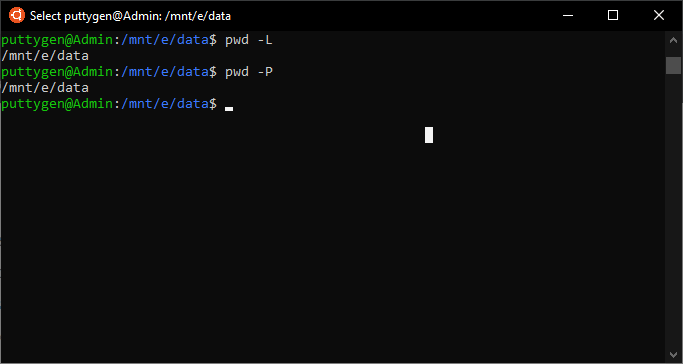 Select puttygen@Admin: /mnt/e/data
puttygen@Admin:/mnt/e/data$ pwd -L
/mnt/e/data
puttygen@Admin:/mnt/e/data$ pwd -P
/mnt/e/data
puttygen@Admin:/mnt/e/data$